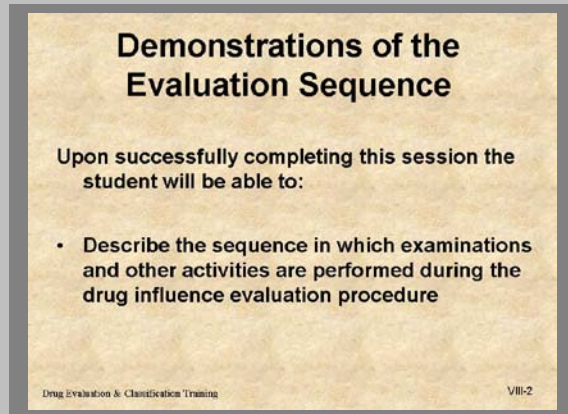 Demonstrations of the
Evaluation Sequence
Upon successfully completing this session the
student will be able to:
• Describe the sequence in which examinations
and other activities are performed during the
drug influence evaluation procedure
Drug Evaluation & Classification Training
VIII-2